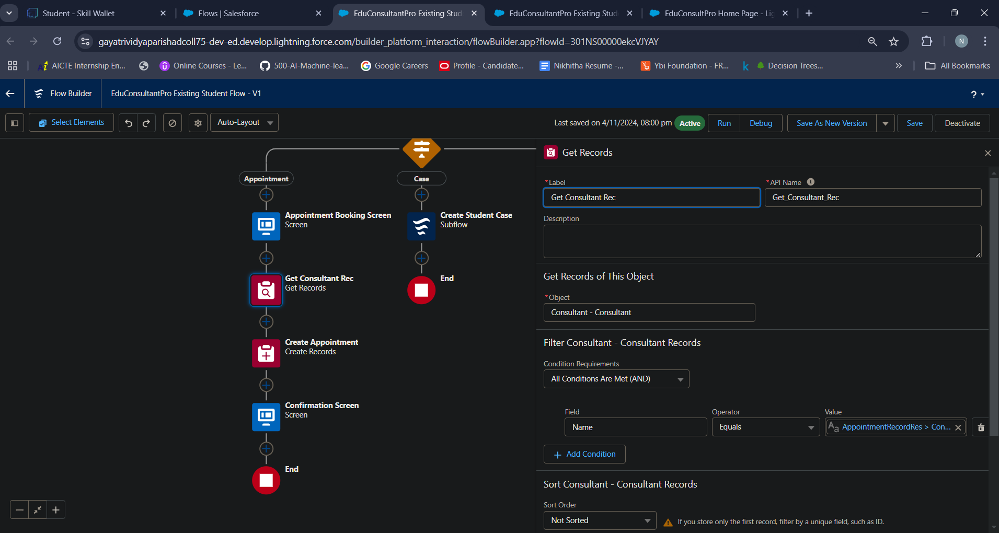 Student - Skill Wallet
Flows | Salesforce
EduConsultantPro Existing Stud
EduConsultantPro Existing Stud
EduConsultPro Home Page - Lig
gayatrividyaparishadcoll75-dev-ed.develop.lightning.force.com/builder_platform_interaction/flowBuilder.app?flowId=301NS00000ekcVJYAY
N
AICTE Internship En...
Online Courses - Le...
500-AI-Machine-lea...
Google Careers
Profile - Candidate...
Nikhitha Resume -...
Ybi Foundation - FR...
k
Decision Trees...
»
All Bookmarks
Flow Builder
EduConsultantPro Existing Student Flow - V1
?
Select Elements
Auto-Layout
Last saved on 4/11/2024, 08:00 pm
Active
Run
Debug
Save As New Version
Save
Deactivate
Appointment
Case
Appointment Booking Screen
Screen
Create Student Case
Subflow
Get Consultant Rec
Get Records
End
Create Appointment
Create Records
Confirmation Screen
Screen
End
Get Records
*Label
*API Name
Get Consultant Rec
Get_Consultant_Rec
Description
Get Records of This Object
*Object
Consultant - Consultant
Filter Consultant - Consultant Records
Condition Requirements
All Conditions Are Met (AND)
Field
Operator
Value
Name
Equals
Aa AppointmentRecordRes > Con...
+ Add Condition
Sort Consultant - Consultant Records
Sort Order
Not Sorted
If you store only the first record, filter by a unique field, such as ID.